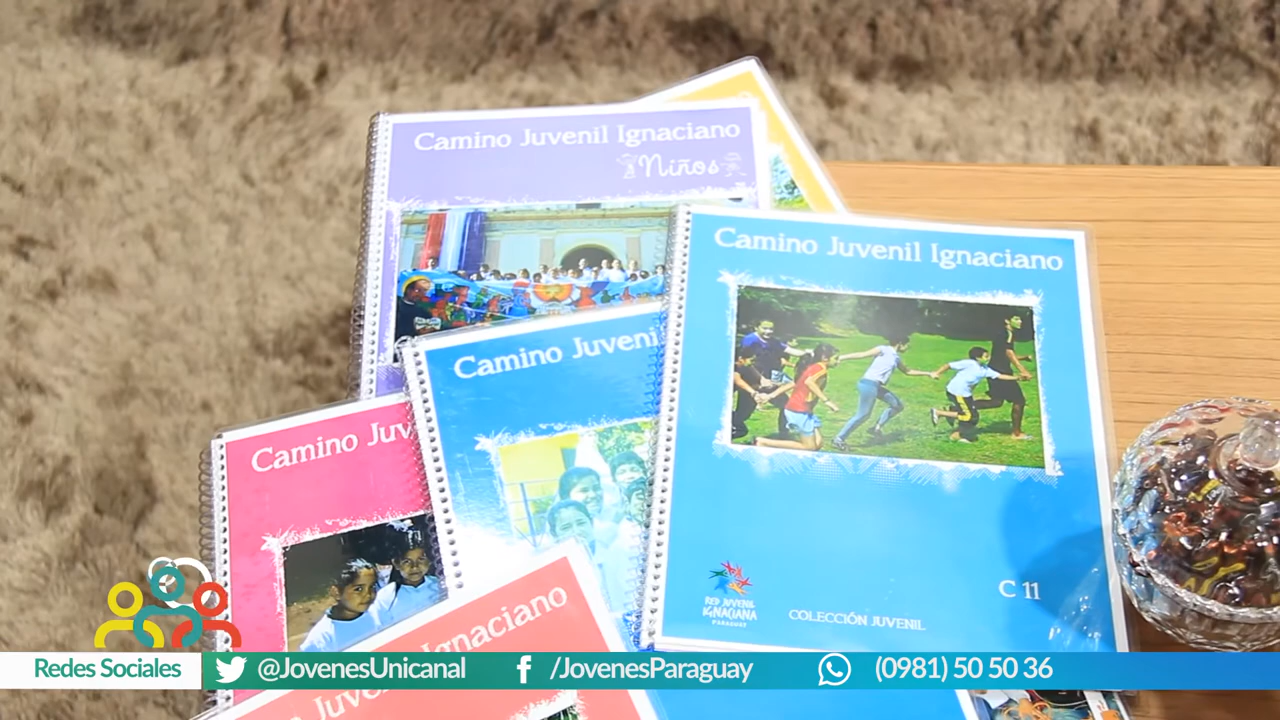 Camino Juvenil Ignaciano
Niños
Camino Juvenil Ignaciano
Camino Juvenil
Camino Juv
RED JUVENIL
IGNACIANA
PARAGUAY
COLECCIÓN JUVENIL
C 11
Ignaciano
Juve
Redes Sociales
@JovenesUnicanal
/JovenesParaguay
(0981) 50 50 36